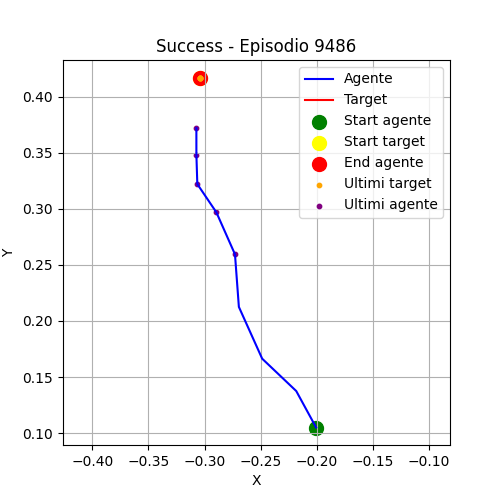 Success - Episodio 9486
Agente
Target
Start agente
Start target
End agente
Ultimi target
Ultimi agente
Y
0.40
0.35
0.30
0.25
0.20
0.15
0.10
−0.40 −0.35 −0.30 −0.25 −0.20 −0.15 −0.10
X